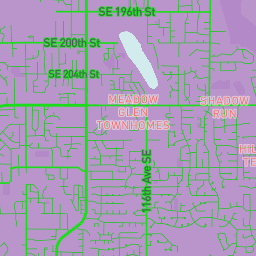 SE 196th St
SE 200th St
SE 204th St
MEADOW
GLEN
TOWNHOMES
SHADOW
RUN
116th Ave SE